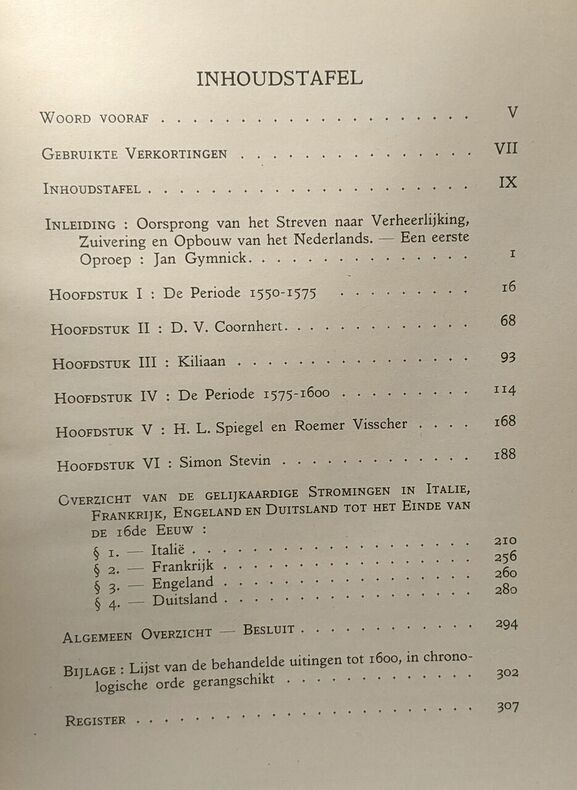 INHOUDSTAFEL
WOORD VOORAF . . . . . . . . . . . . . . . . . . . . V
GEBRUIKTE VERKORTINGEN . . . . . . . . . . . . . . . VII
INHOUDSTAFEL . . . . . . . . . . . . . . . . . . . . IX
INLEIDING : Oorsprong van het Streven naar Verheerlijking,
Zuivering en Opbouw van het Nederlands. — Een eerste
Oproep : Jan Gymnick. . . . . . . . . . . . . . . 1
HOOFDSTUK I : De Periode 1550-1575 . . . . . . . . 16
HOOFDSTUK II : D. V. Coornhert. . . . . . . . . . . . 68
HOOFDSTUK III : Kiliaan . . . . . . . . . . . . . . . 93
HOOFDSTUK IV : De Periode 1575-1600 . . . . . . . . . 114
HOOFDSTUK V : H. L. Spiegel en Roemer Visscher . . . . 168
HOOFDSTUK VI : Simon Stevin . . . . . . . . . . . . 188
OVERZICHT VAN DE GELIJKAARDIGE STROMINGEN IN ITALIE,
FRANKRIJK, ENGELAND EN DUITSLAND TOT HET EINDE VAN
DE 16de EEUW :
§ 1. — Italië . . . . . . . . . . . . . . . . . . 210
§ 2. — Frankrijk . . . . . . . . . . . . . . . . 256
§ 3. — Engeland . . . . . . . . . . . . . . . . 260
§ 4. — Duitsland . . . . . . . . . . . . . . . . 280
ALGEMEEN OVERZICHT — BESLUIT . . . . . . . . . . . 294
BIJLAGE : Lijst van de behandelde uitingen tot 1600, in chrono-
logische orde gerangschikt . . . . . . . . . . . . 302
REGISTER . . . . . . . . . . . . . . . . . . . . . 307